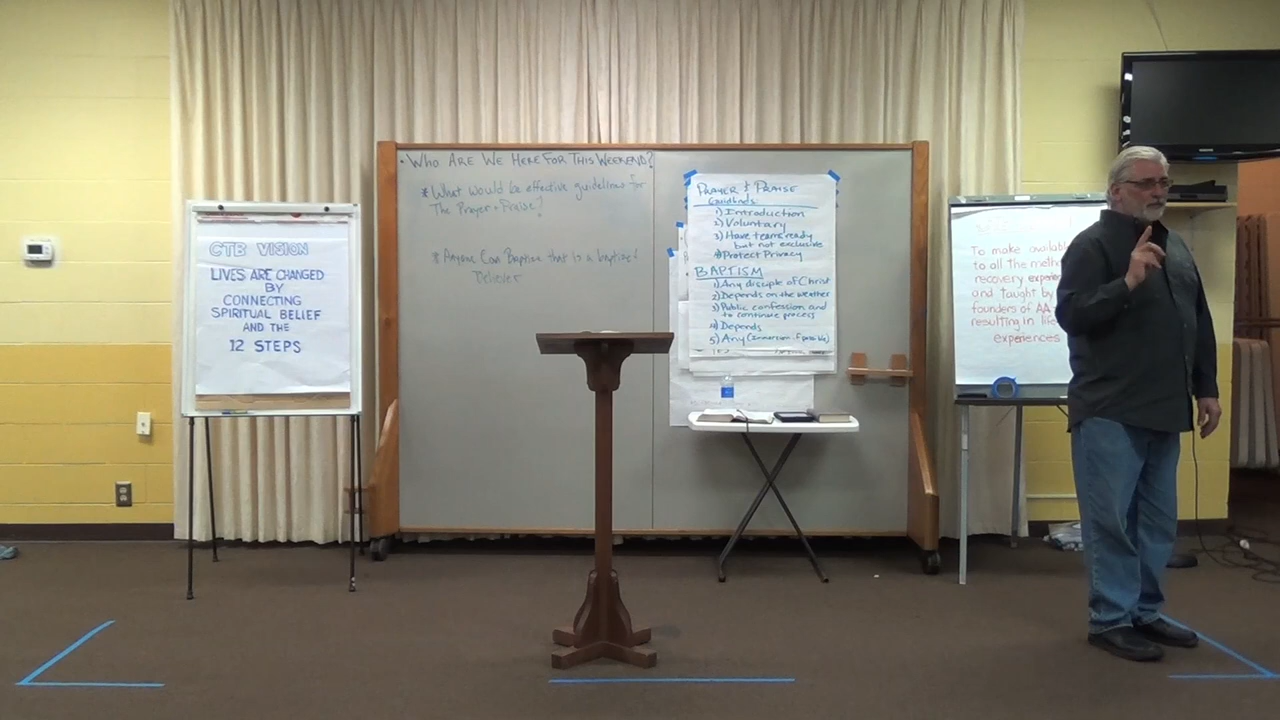 CTB VISION
LIVES ARE CHANGED
BY
CONNECTING
SPIRITUAL BELIEF
AND THE
12 STEPS
• WHO ARE WE HERE FOR THIS WEEKEND?
* What would be effective guidelines for
The Prayer + Praise?
* Anyone Can Baptise that is a baptized
Believer
PRAYER & PRAISE
Guidlines
1) Introduction
2) Voluntary
3) Have teams ready
but not exclusive
4) Protect Privacy
BAPTISM
1) Any disciple of Christ
2) Depends on the weather
3) Public confession and
to continue process
4) Depends
5) Any (Immersion if possible)
To make available
to all the
recovery
and taught by
founders of AA
resulting in
experiences